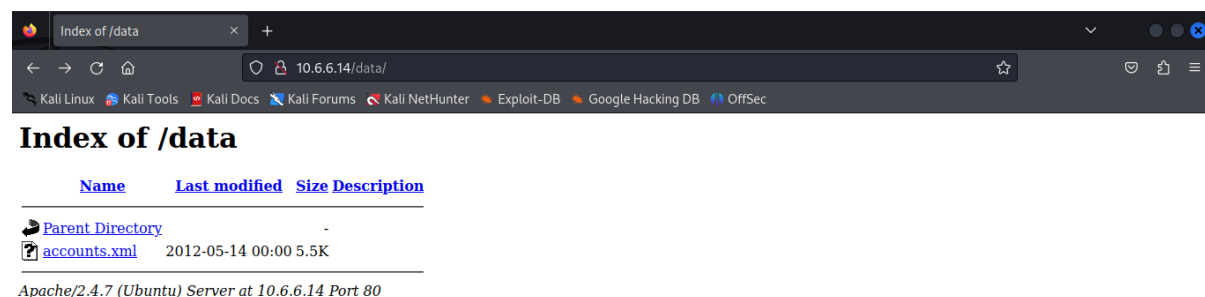 Index of /data
10.6.6.14/data/
Kali Linux Kali Tools Kali Docs Kali Forums Kali NetHunter Exploit-DB Google Hacking DB OffSec
Index of /data
Name Last modified Size Description
Parent Directory -
accounts.xml 2012-05-14 00:00 5.5K
Apache/2.4.7 (Ubuntu) Server at 10.6.6.14 Port 80